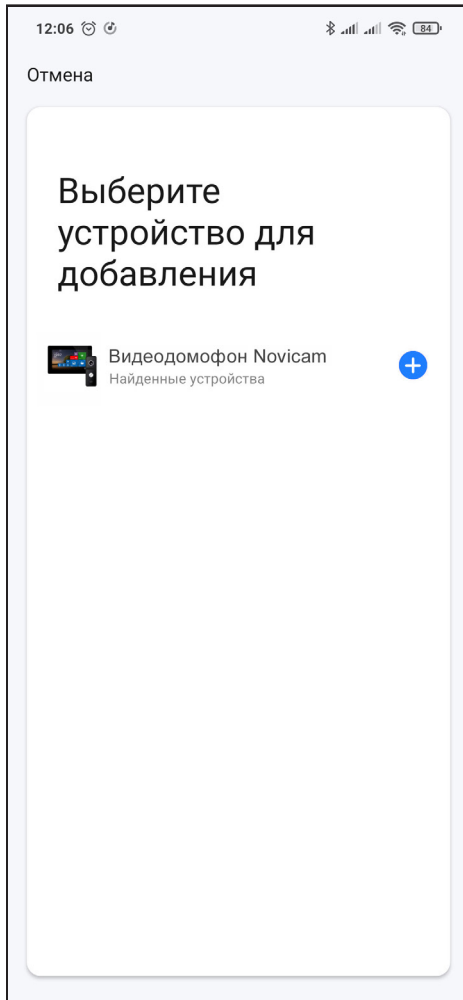 12:06
84
Отмена
Выберите
устройство для
добавления
Видеодомофон Novicam
Найденные устройства